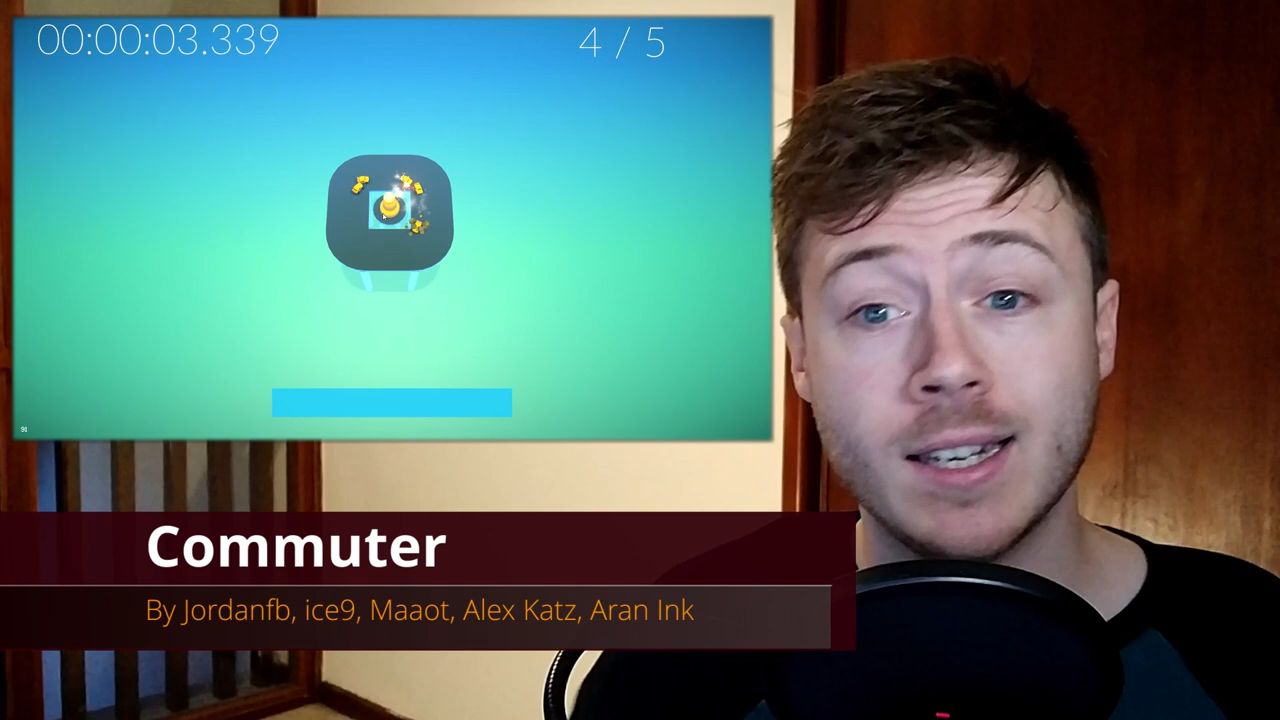 00:00:03.339
4 / 5
Commuter
By Jordanfb, ice9, Maaot, Alex Katz, Aran Ink